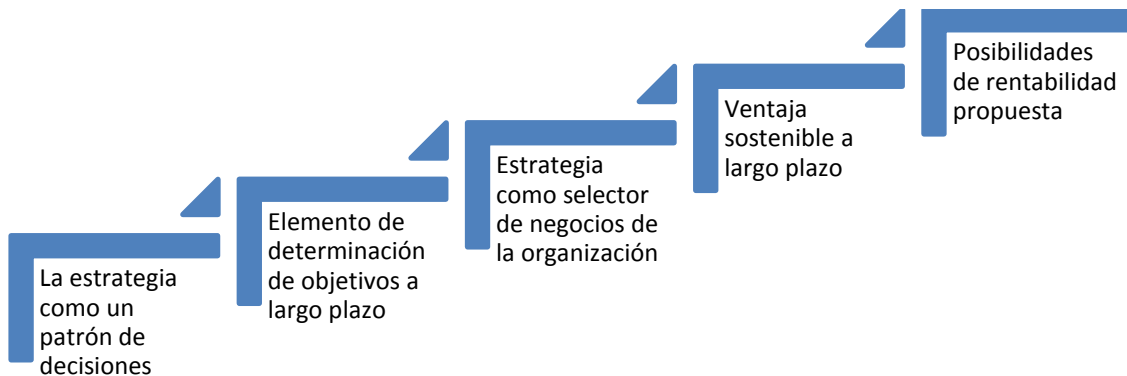 La estrategia
como un
patrón de
decisiones
Elemento de
determinación
de objetivos a
largo plazo
Estrategia
como selector
de negocios de
la organización
Ventaja
sostenible a
largo plazo
Posibilidades
de rentabilidad
propuesta